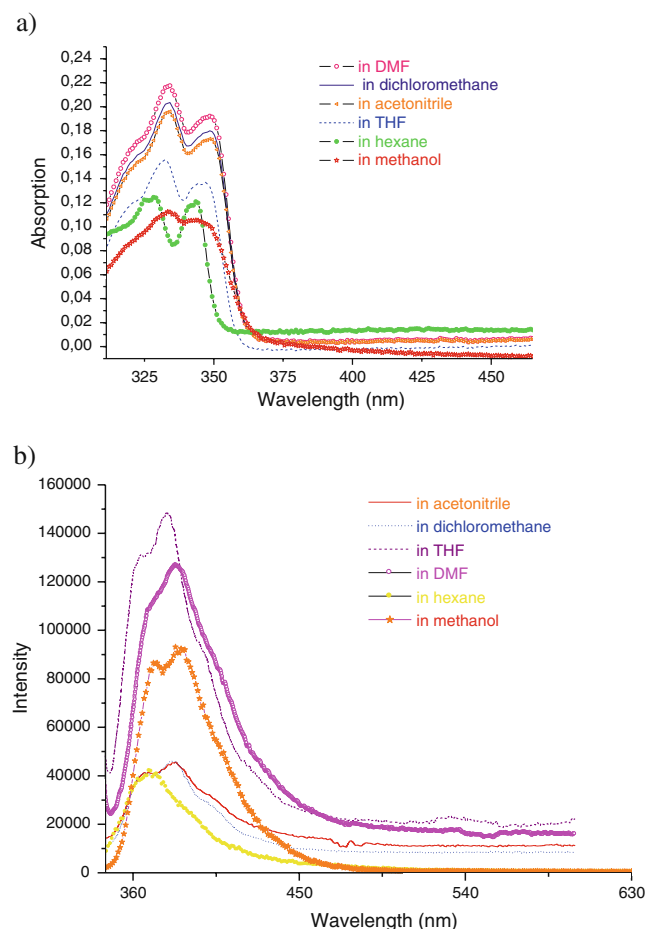 a)
0,24
0,22
0,20
0,18
0,16
0,14
0,12
0,10
0,08
0,06
0,04
0,02
0,00
Absorption
in DMF
in dichloromethane
in acetonitrile
in THF
in hexane
in methanol
325 350 375 400 425 450
Wavelength (nm)
b)
160000
140000
120000
100000
80000
60000
40000
20000
0
Intensity
in acetonitrile
in dichloromethane
in THF
in DMF
in hexane
in methanol
360 450 540 630
Wavelength (nm)